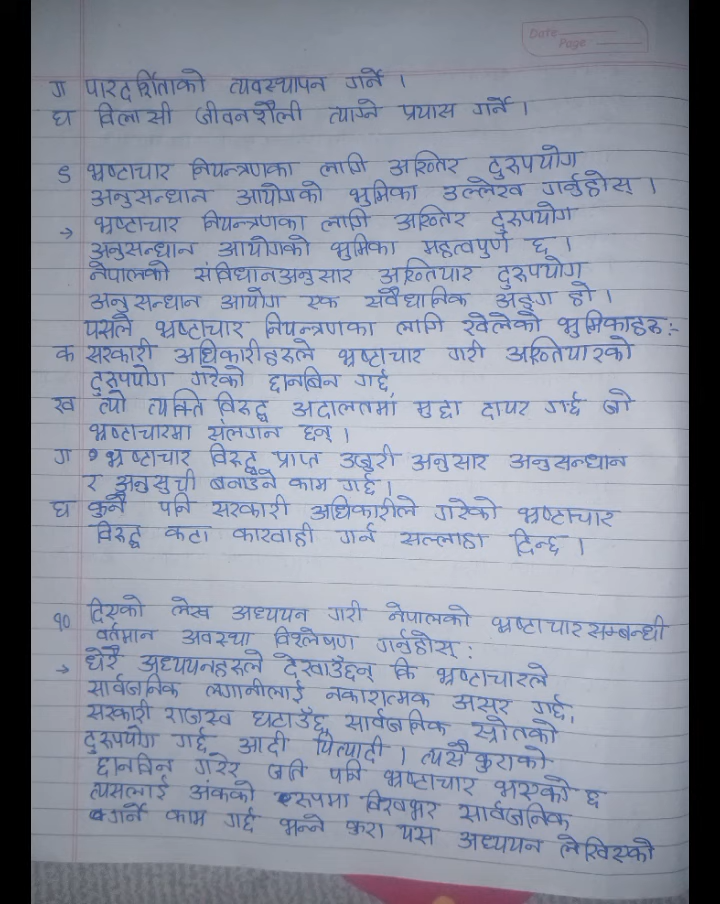 Date
Page
ग पारदर्शिताको व्यवस्थापन गर्ने ।
घ विलासी जीवनशैली त्याग्ने प्रयास गर्ने ।
ङ भ्रष्टाचार नियन्त्रणका लागि अख्तिर दुरुपयोग
अनुसन्धान आयोगको भुमिका उल्लेख गर्नुहोस् ।
→ भ्रष्टाचार नियन्त्रणका लागि अख्तिर दुरुपयोग
अनुसन्धान आयोगको भुमिका महत्वपुर्ण छ ।
नेपालको संविधानअनुसार अख्तियार दुरुपयोग
अनुसन्धान आयोग एक संवैधानिक अङ्ग हो ।
यसले भ्रष्टाचार नियन्त्रणका लागि खेलेको भुमिकाहरु:-
क सरकारी अधिकारीहरुले भ्रष्टाचार गरी अख्तियारको
दुरुपयोग गरेको छानबिन गर्छ,
ख त्यो व्यक्ति विरुद्ध अदालतमा मुद्दा दायर गर्छ जो
भ्रष्टाचारमा संलगान छन् ।
ग भ्रष्टाचार विरुद्ध प्राप्त उजुरी अनुसार अनुसन्धान
र अनुसुची बनाउने काम गर्छ ।
घ कुनै पनि सरकारी अधिकारीले गरेको भ्रष्टाचार
विरुद्ध कडा कारवाही गर्न सल्लाहा दिन्छ ।
१० दिएको लेख अध्ययन गरी नेपालको भ्रष्टाचारसम्बन्धी
वर्तमान अवस्था विश्लेषण गर्नुहोस् :
→ धेरै अध्ययनहरुले देखाउँछन् कि भ्रष्टाचारले
सार्वजनिक लगानीलाई नकारात्मक असर गर्छ,
सरकारी राजस्व घटाउँछ, सार्वजनिक स्रोतको
दुरुपयोग गर्छ आदी ।त्यसै कुराको
छानबिन गरेर जति पनि भ्रष्टाचार भएको छ
त्यसलाई अंकको रुपमा विश्वभर सार्वजनिक
गर्ने काम गर्छ भन्ने कुरा यस अध्ययन लेखिएको